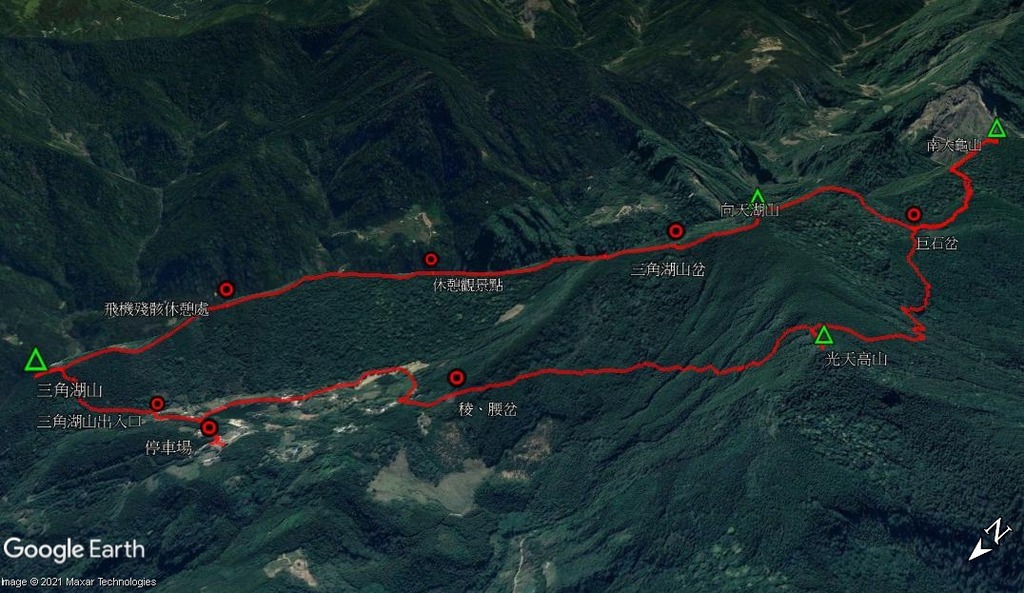 南大龜山
向天湖山
巨石岔
三角湖山岔
休憩觀景點
飛機殘骸休憩處
光天高山
三角湖山
稜、腰岔
三角湖山出入口
停車場
N
Google Earth
Image © 2021 Maxar Technologies